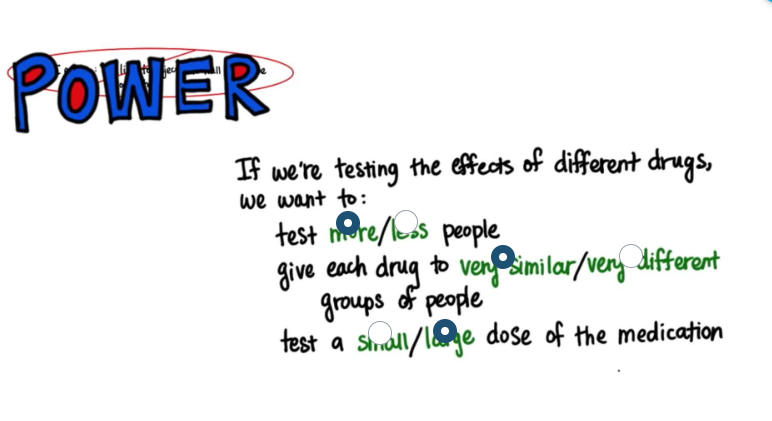 POWER
If we're testing the effects of different drugs,
we want to:
test more/less people
give each drug to very similar/very different
groups of people
test a small/large dose of the medication